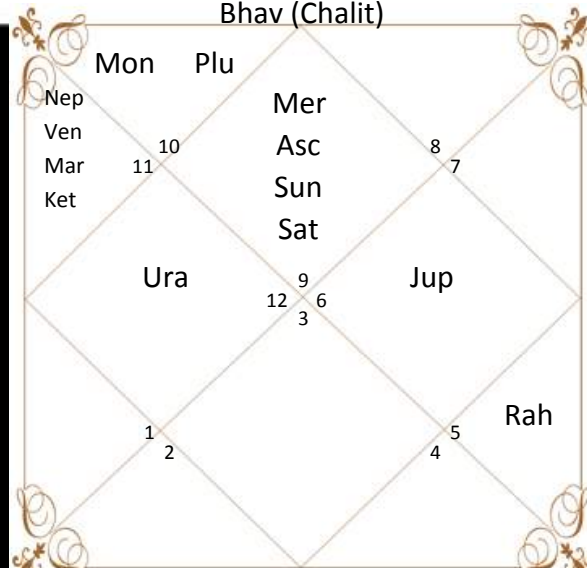 Bhav (Chalit)
Mon Plu
Nep
Ven
Mar
Ket
Mer
Asc
Sun
Sat
10
11
8
7
Ura
Jup
9
12 6
3
Rah
1
2
5
4